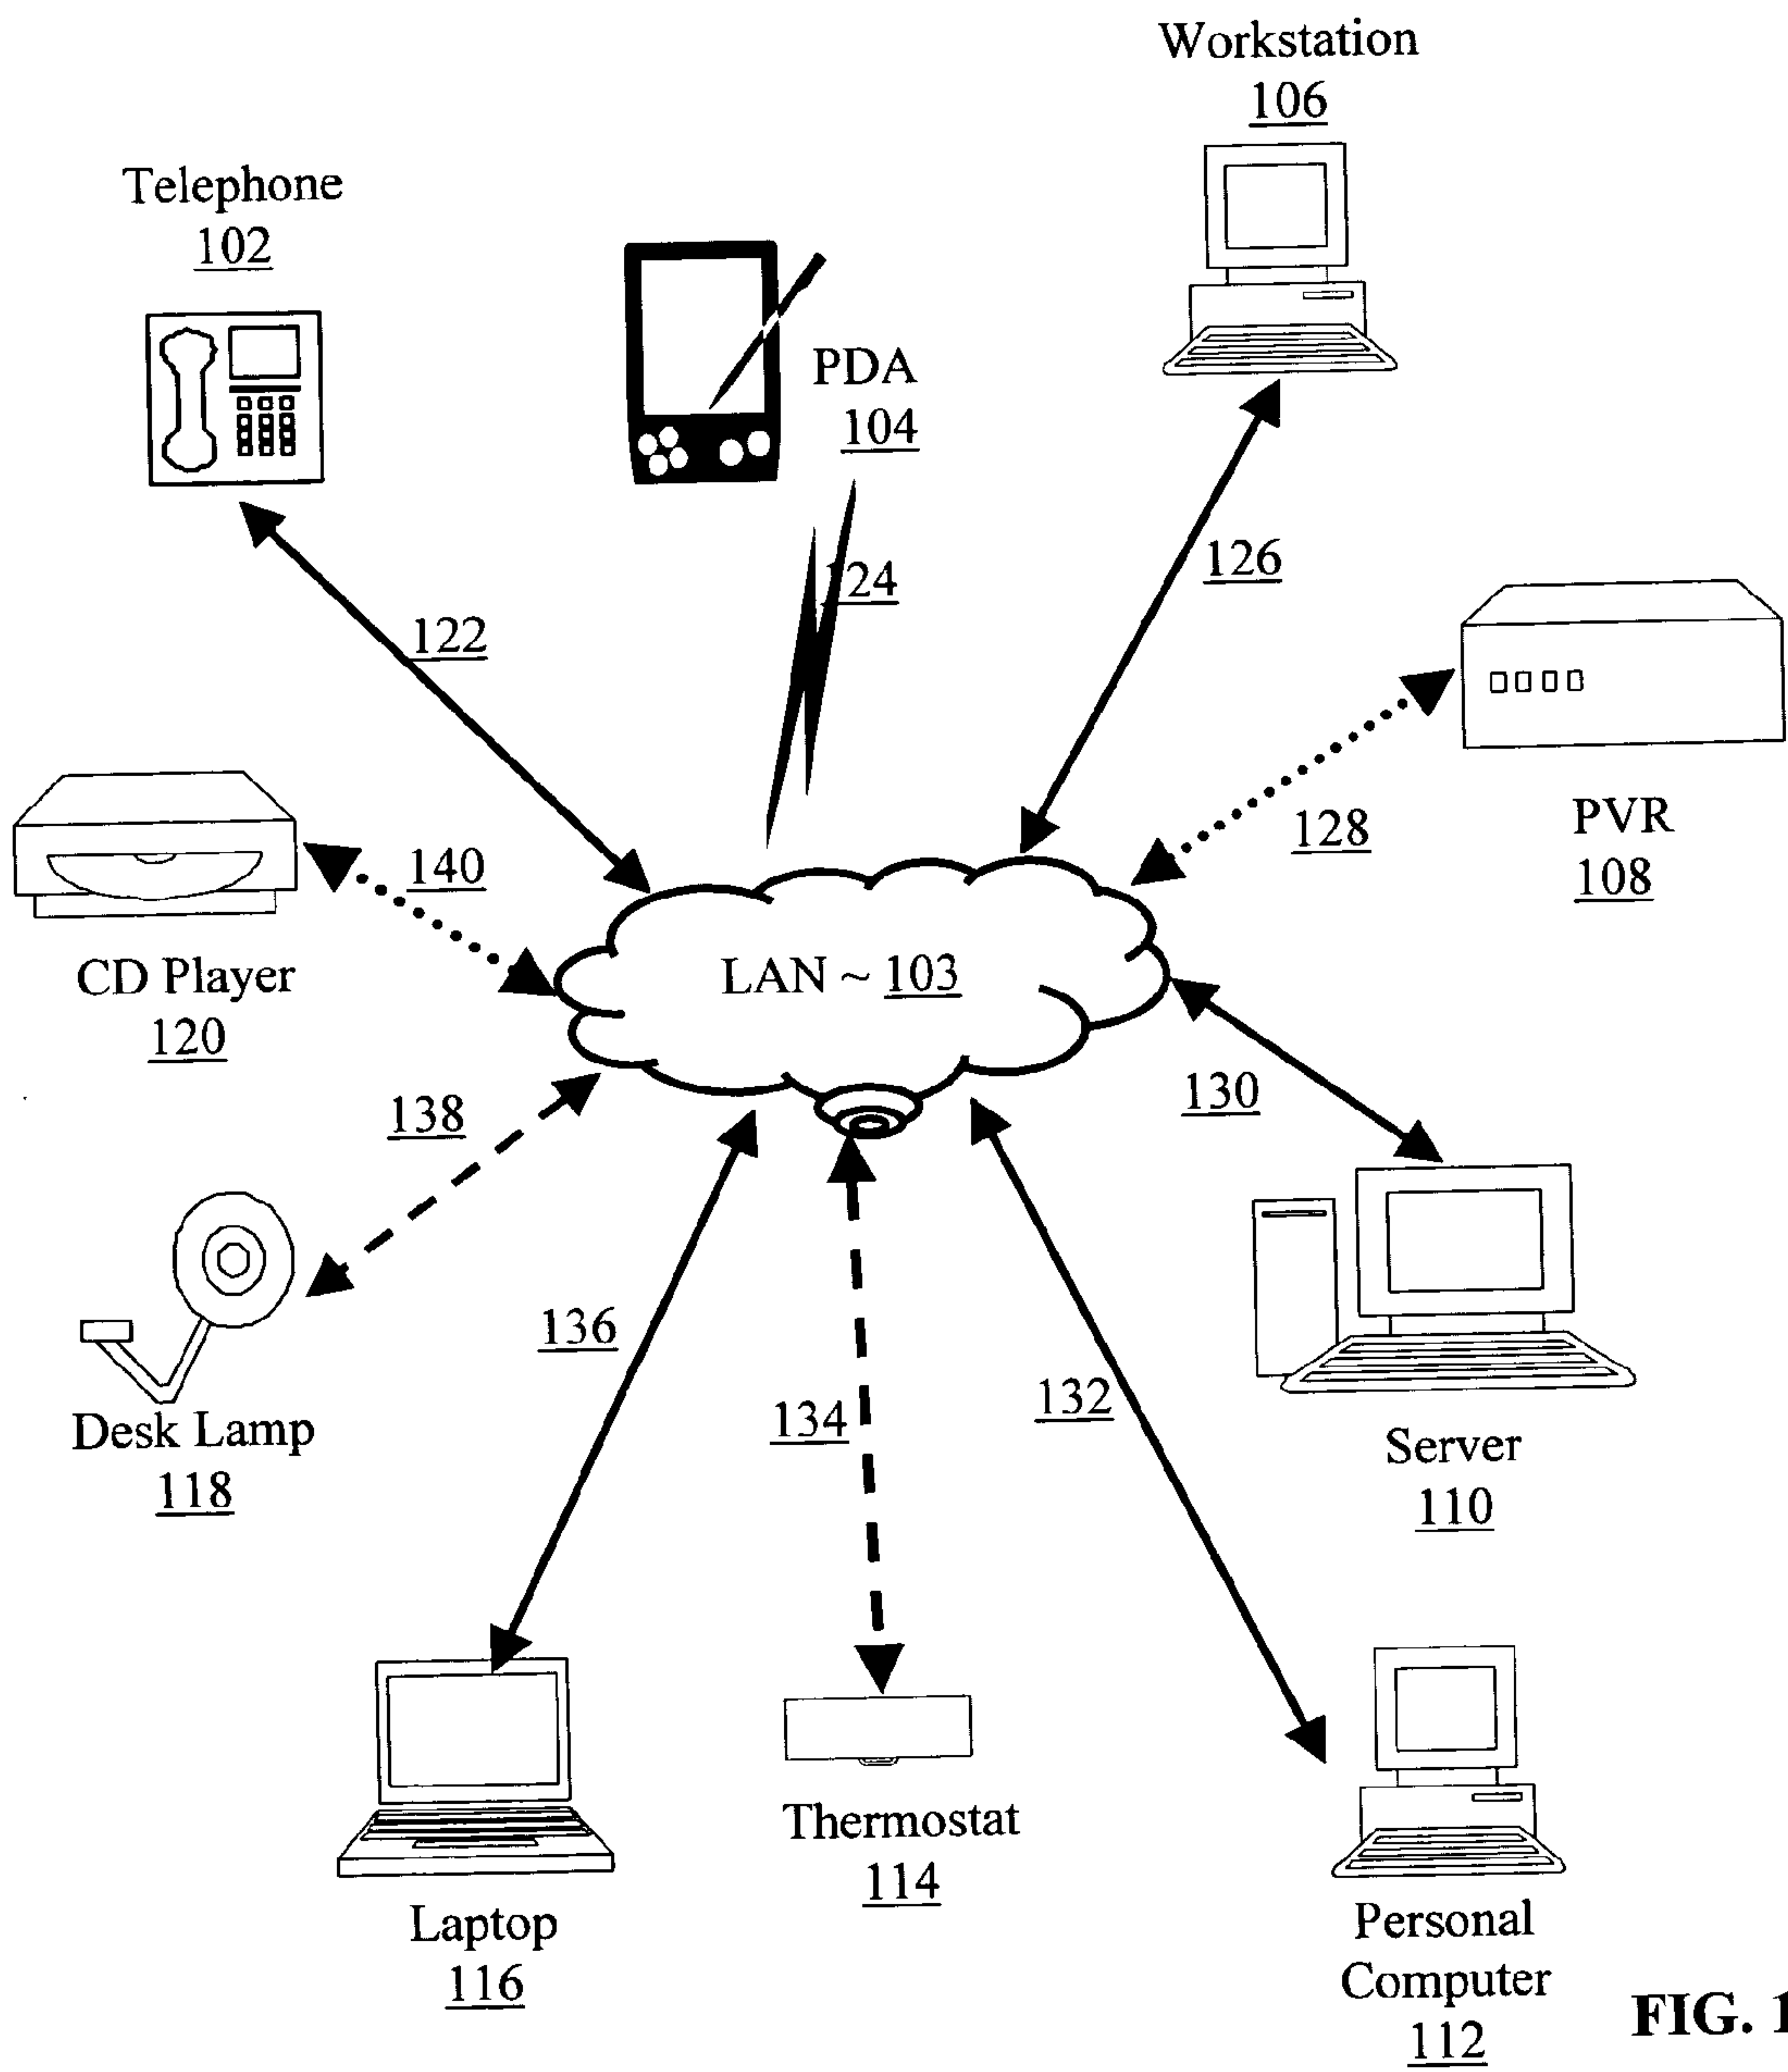 Workstation
106
Telephone
102
PDA
104
126
124
122
PVR
108
128
140
CD Player
120
LAN ~ 103
130
138
Desk Lamp
118
136
134
132
Server
110
Thermostat
114
Laptop
116
Personal
Computer
112
FIG. 1